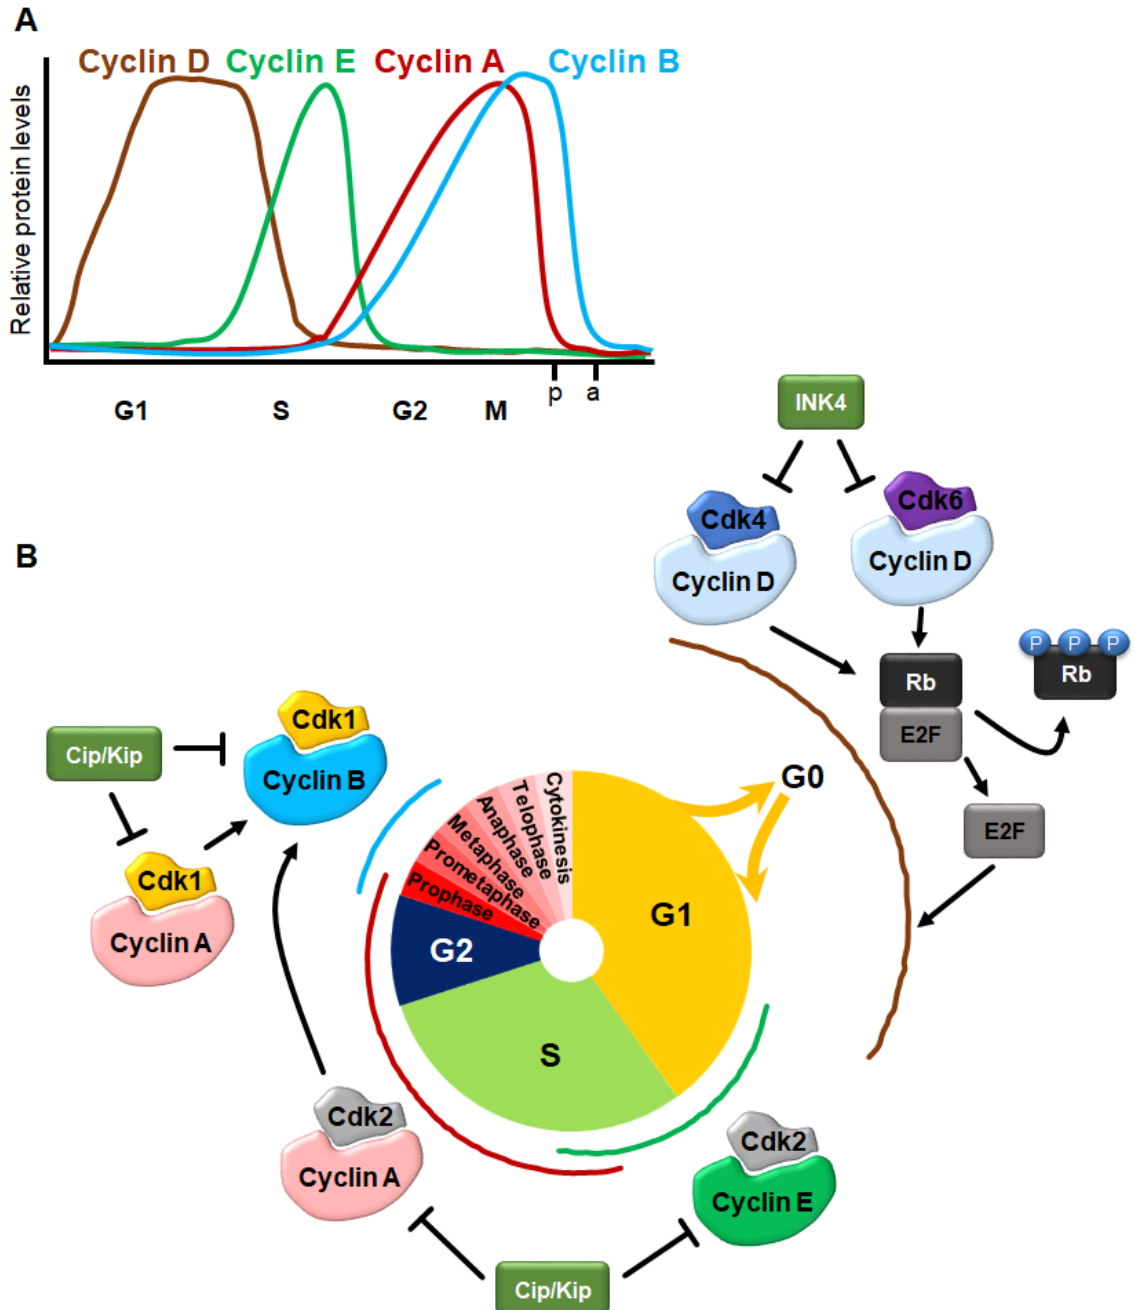 A
Cyclin D
Cyclin E
Cyclin A
Cyclin B
Relative protein levels
p
a
G1
S
G2
M
INK4
Cdk4
Cyclin D
Cdk6
Cyclin D
B
Rb
E2F
P
P
P
Rb
E2F
Cdk1
Cyclin B
Cip/Kip
Cdk1
Cyclin A
G0
G1
S
G2
Prophase
Prometaphase
Metaphase
Anaphase
Telophase
Cytokinesis
Cdk2
Cyclin A
Cdk2
Cyclin E
Cip/Kip